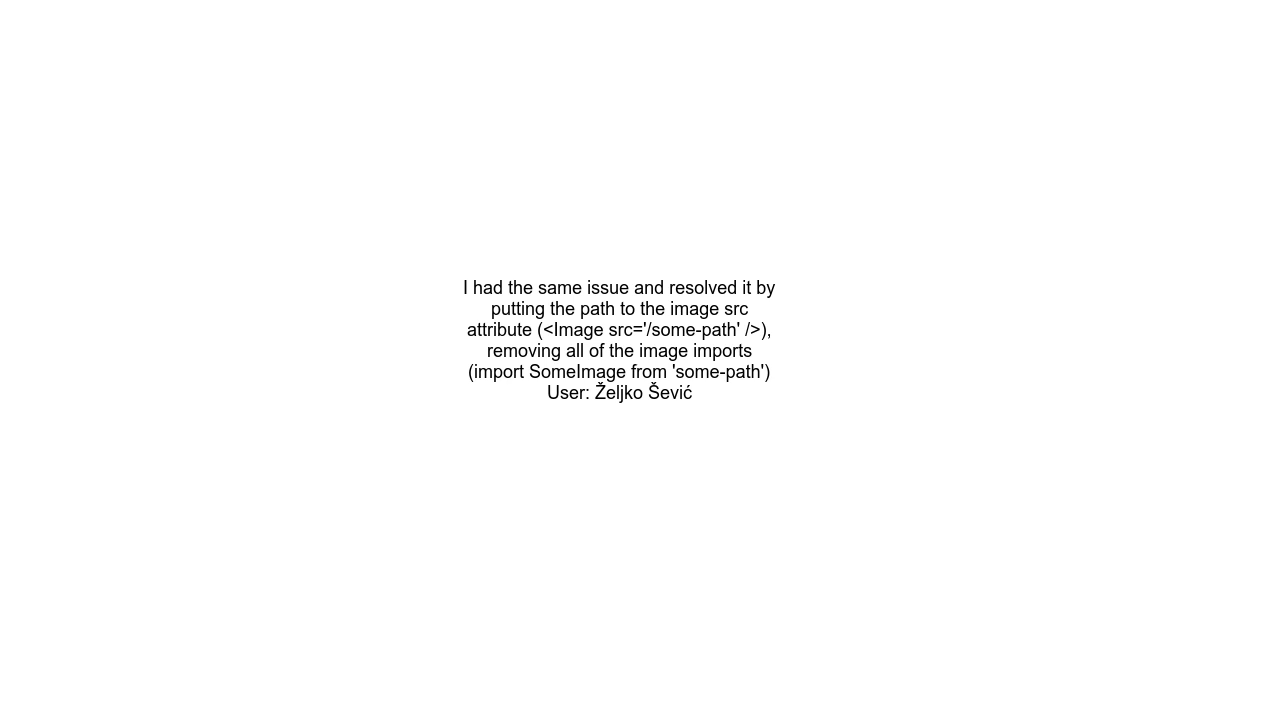 I had the same issue and resolved it by
putting the path to the image src
attribute (<Image src='/some-path' />),
removing all of the image imports
(import SomeImage from 'some-path')
User: Željko Šević